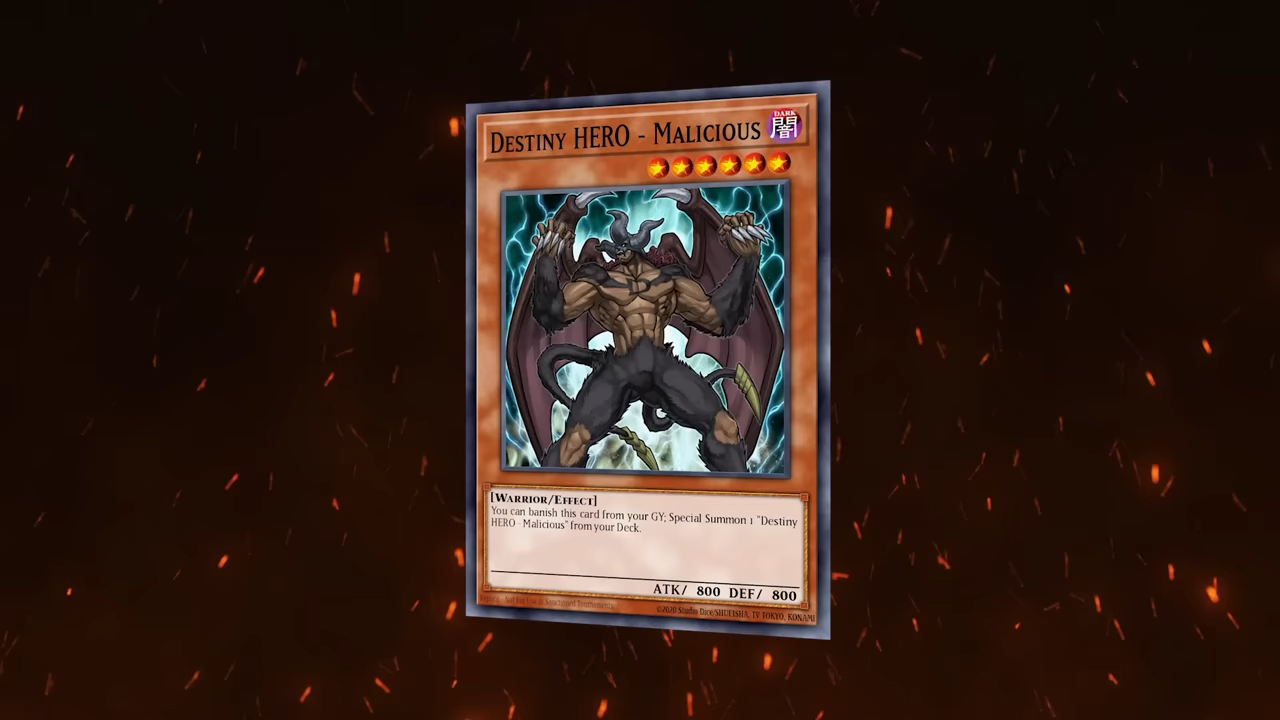 DESTINY HERO - MALICIOUS
DARK
闇
D
[WARRIOR/EFFECT]
You can banish this card from your GY; Special Summon 1 "Destiny
HERO - Malicious" from your Deck.
ATK/ 800 DEF/ 800
©2020 Studio Dice/SHUEISHA, TV TOKYO, KONAMI